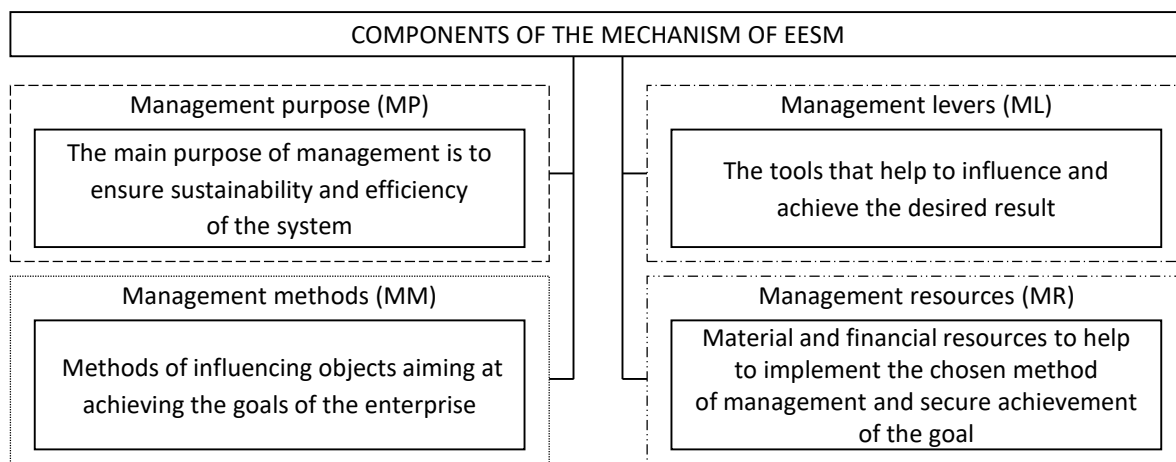 COMPONENTS OF THE MECHANISM OF EESM
Management purpose (MP)
The main purpose of management is to
ensure sustainability and efficiency
of the system
Management levers (ML)
The tools that help to influence and
achieve the desired result
Management methods (MM)
Methods of influencing objects aiming at
achieving the goals of the enterprise
Management resources (MR)
Material and financial resources to help
to implement the chosen method
of management and secure achievement
of the goal